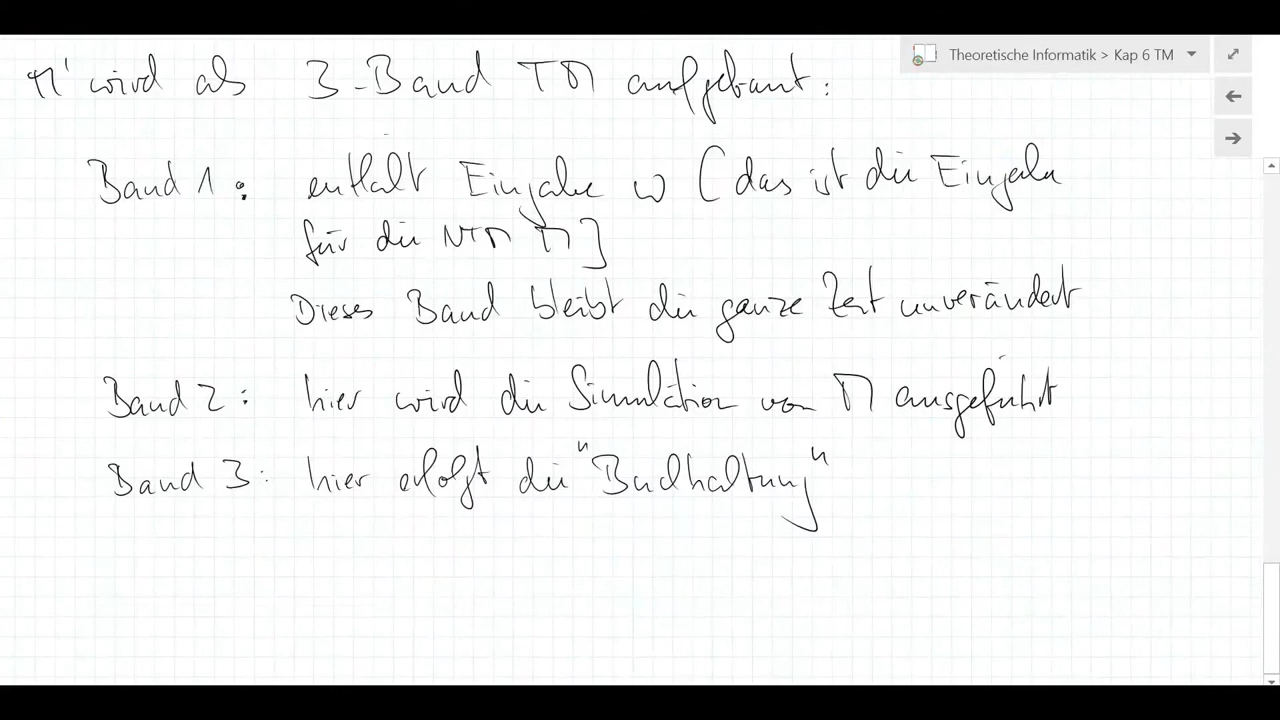 M' wird als 3-Band TM aufgebaut:
Theoretische Informatik > Kap 6 TM
Band 1: enthält Eingabe w (das ist die Eingabe
für die NTM M)
Dieses Band bleibt die ganze Zeit unverändert
Band 2: hier wird die Simulation von M ausgeführt
Band 3: hier erfolgt die "Buchhaltung"